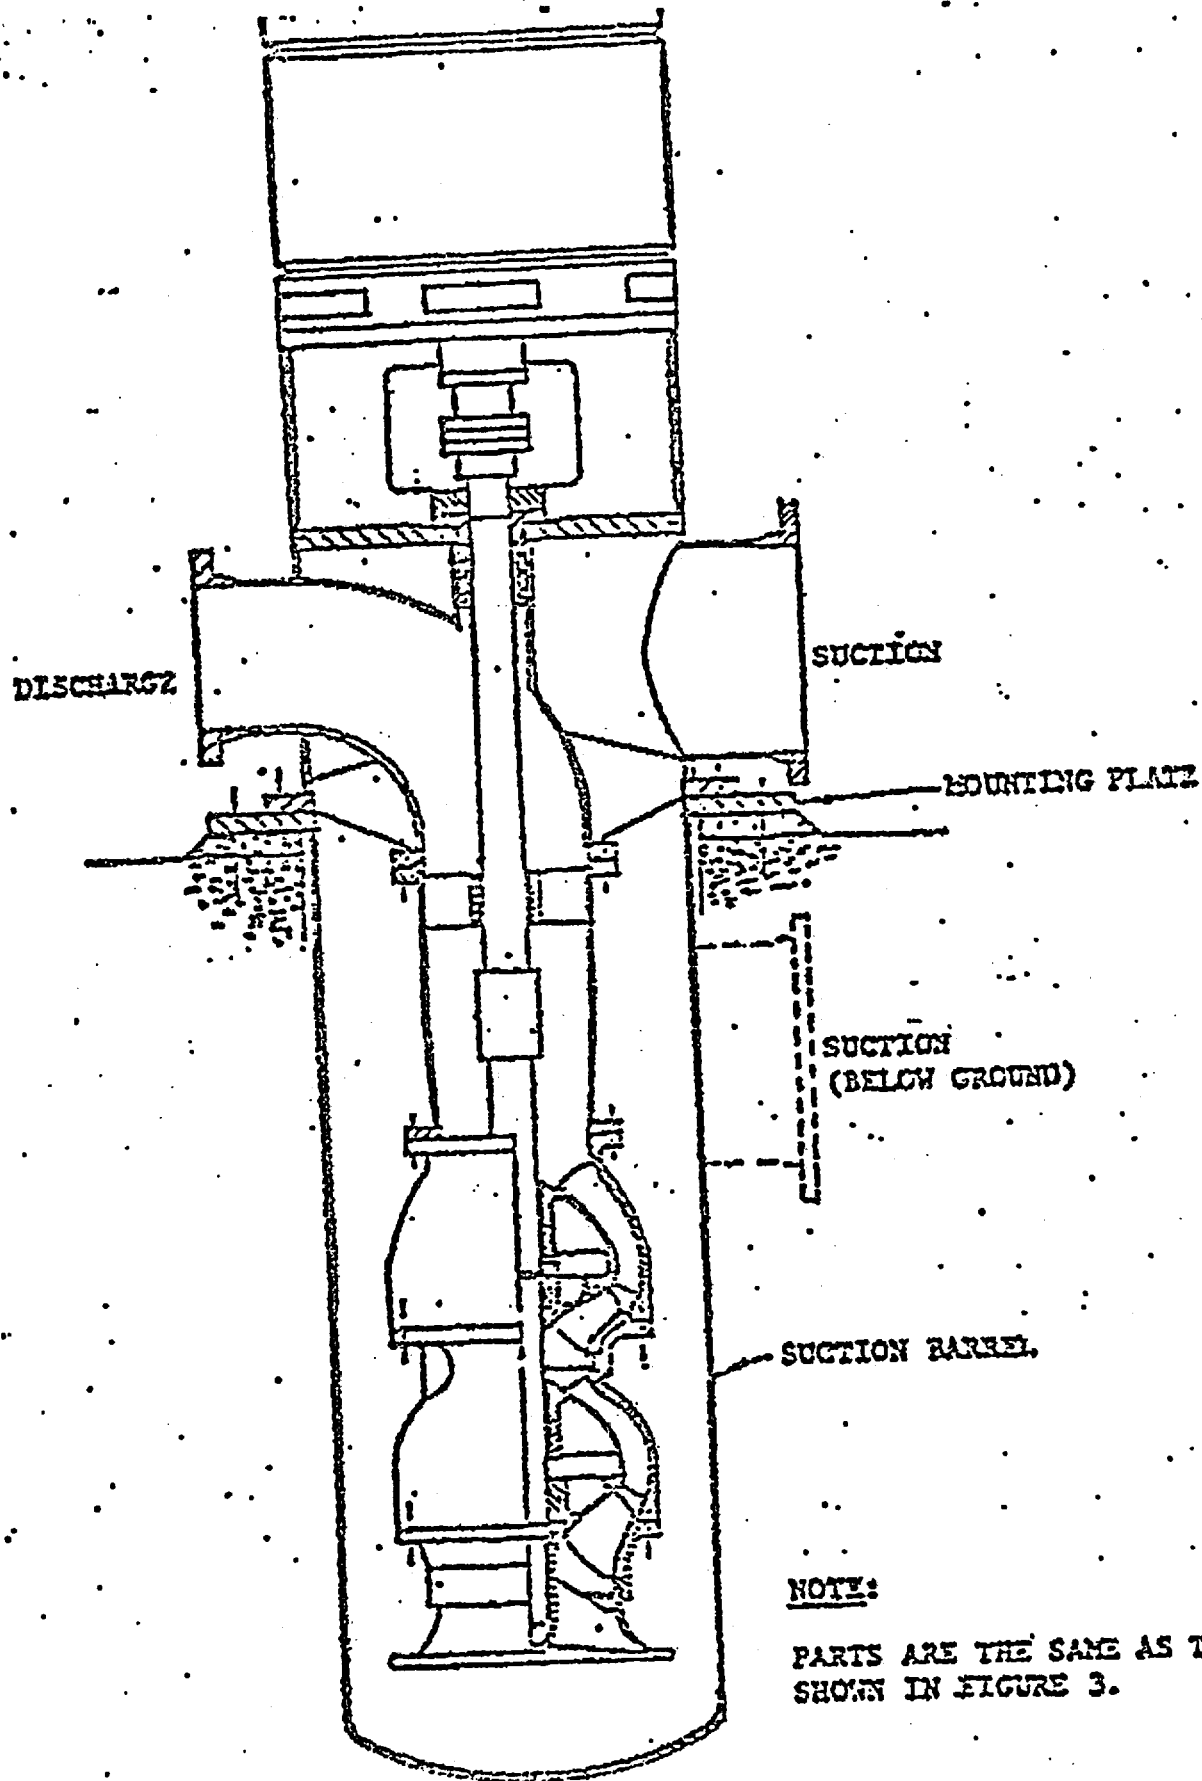 DISCHARGE
SUCTION
MOUNTING PLATE
SUCTION
(BELOW GROUND)
SUCTION BARREL
NOTE:
PARTS ARE THE SAME AS T
SHOWN IN FIGURE 3.